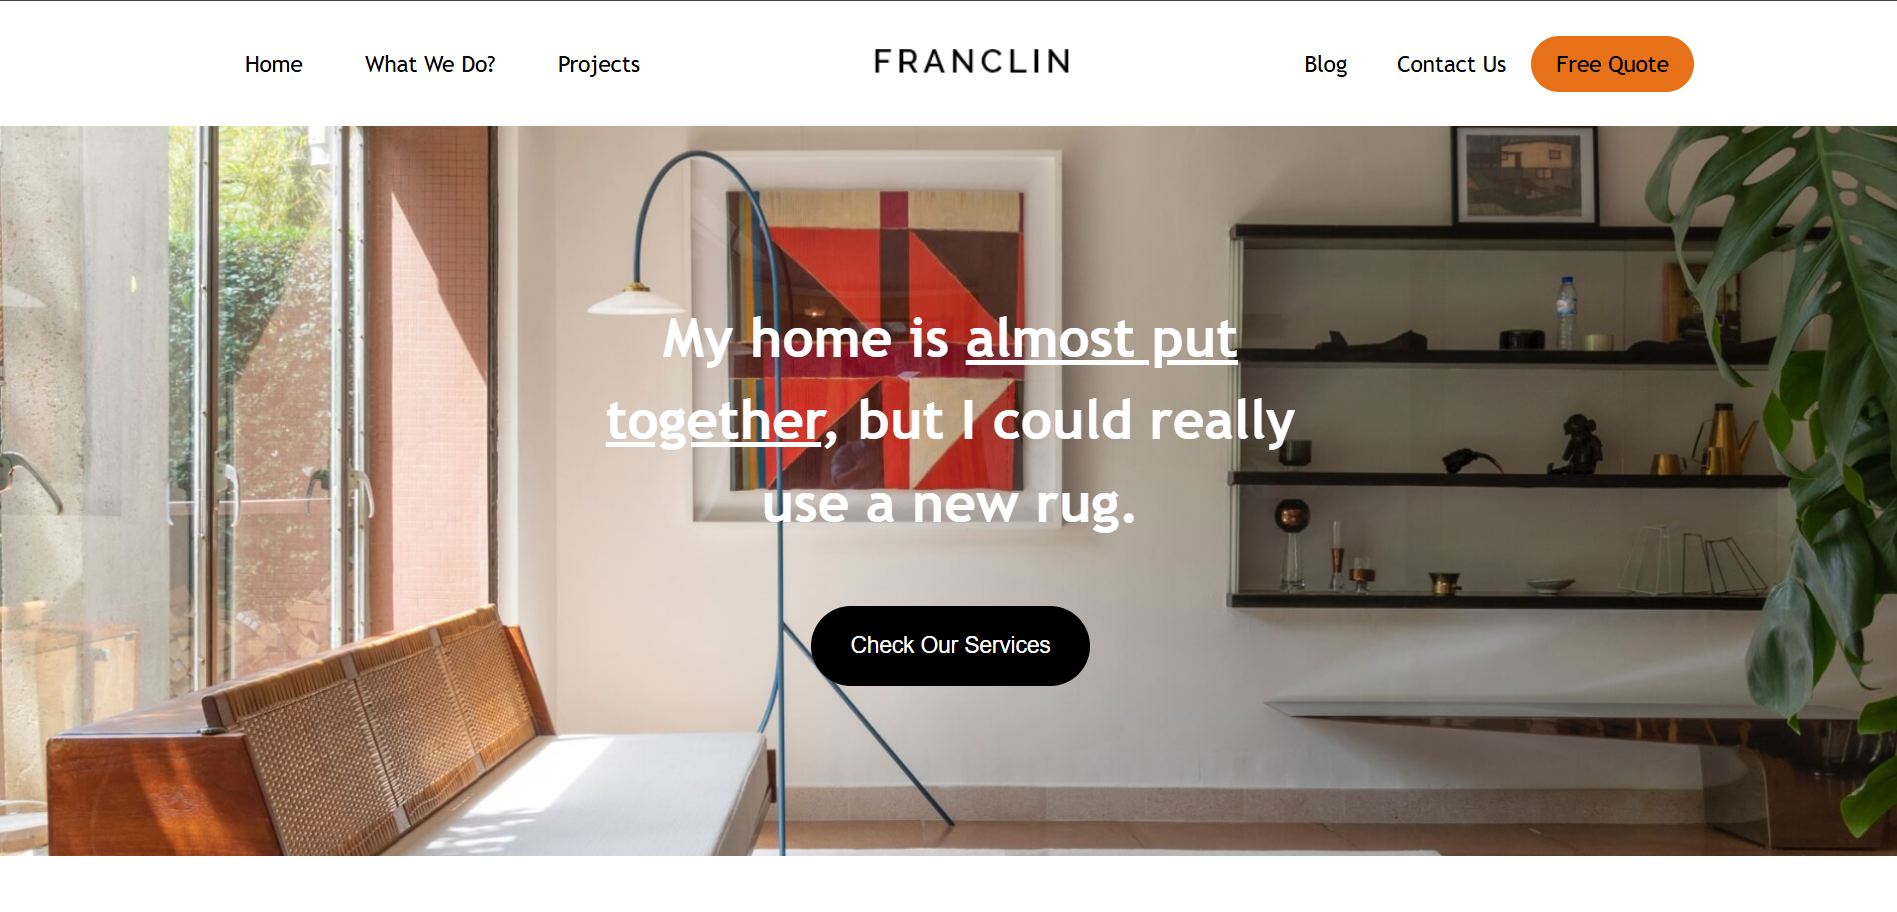 Home What We Do? Projects FRANCLIN Blog Contact Us Free Quote
My home is almost put
together, but I could really
use a new rug.
Check Our Services